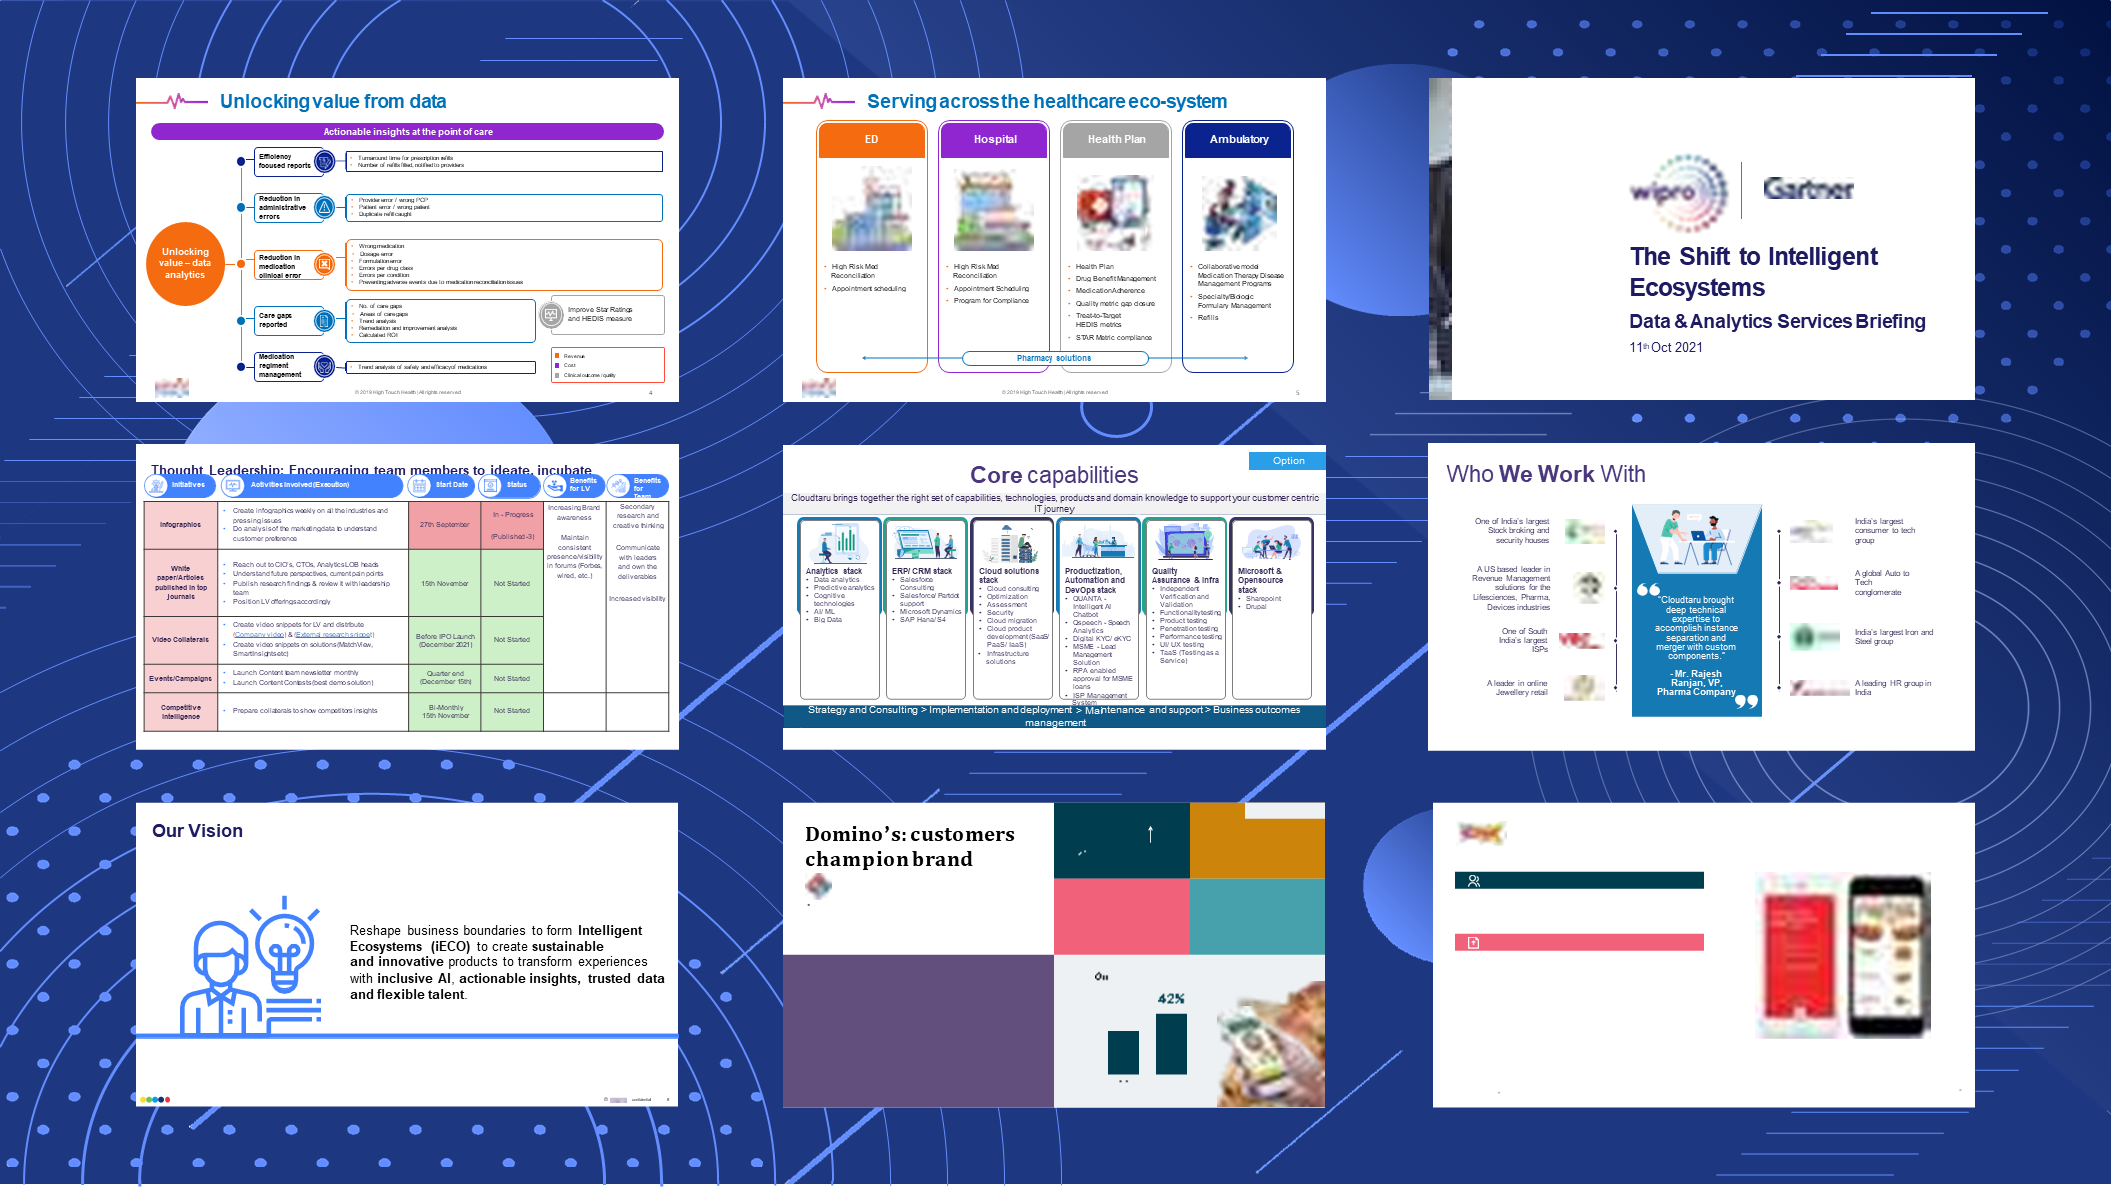 Unlocking value from data
Actionable insights at the point of care
Unlocking
value – data
analytics
Efficiency
focused reports
• Turnaround time for prescription refills
• Number of refills filled, notified to providers
Reduction in
administrative
errors
• Provider error / wrong PCP
• Patient error / wrong patient
• Duplicate refill caught
Reduction in
medication
clinical error
• Wrong medication
• Dosage error
• Formulation error
• Errors per drug class
• Errors per condition
• Preventing adverse events due to medication reconciliation issues
Care gaps
reported
• No. of care gaps
• Areas of care gaps
• Trend analysis
• Remediation and improvement analysis
• Calculated ROI
Improve Star Ratings
and HEDIS measure
Medication
regiment
management
• Trend analysis of safety and efficacy of medications
Revenue
Cost
Clinical outcome / quality
© 2019 High Touch Health | All rights reserved
4
Serving across the healthcare eco-system
ED
• High Risk Med
Reconciliation
• Appointment scheduling
Hospital
• High Risk Med
Reconciliation
• Appointment Scheduling
• Program for Compliance
Health Plan
• Health Plan
• Drug Benefit Management
• Medication Adherence
• Quality metric gap closure
• Treat-to-Target
HEDIS metrics
• STAR Metric compliance
Ambulatory
• Collaborative model
Medication Therapy Disease
Management Programs
• Specialty/Biologic
Formulary Management
• Refills
Pharmacy solutions
© 2019 High Touch Health | All rights reserved
5
wipro
Gartner
The Shift to Intelligent
Ecosystems
Data & Analytics Services Briefing
11th Oct 2021
Thought Leadership: Encouraging team members to ideate, incubate
Initiatives
Activities Involved (Execution)
Start Date
Status
Benefits
for LV
Benefits
for
Team
Infographics
• Create infographics weekly on all the industries and
pressing issues
• Do analysis of the marketing data to understand
customer preference
27th September
In - Progress
(Published -3)
White
paper/Articles
published in top
journals
• Reach out to CIO's, CTOs, Analytics LOB heads
• Understand future perspectives, current pain points
• Publish research findings & review it with leadership
team
• Position LV offerings accordingly
15th November
Not Started
Video Collaterals
• Create video snippets for LV and distribute
(Company video) & (External research snippet)
• Create video snippets on solutions (MatchView,
SmartInsights etc)
Before IPO Launch
(December 2021)
Not Started
Events/Campaigns
• Launch Content team newsletter monthly
• Launch Content Contests (best demo solution)
Quarter end
(December 15th)
Not Started
Competitive
Intelligence
• Prepare collaterals to show competitors insights
Bi-Monthly
15th November
Not Started
Increasing Brand
awareness
Maintain
consistent
presence/visibility
in forums (Forbes,
wired, etc.)
Secondary
research and
creative thinking
Communicate
with leaders
and own the
deliverables
Increased visibility
Option
Core capabilities
Cloudtaru brings together the right set of capabilities, technologies, products and domain knowledge to support your customer centric
IT journey
Analytics stack
• Data analytics
• Predictive analytics
• Cognitive
technologies
• AI/ ML
• Big Data
ERP/ CRM stack
• Salesforce
Consulting
• Salesforce/ Pardot
support
• Microsoft Dynamics
• SAP Hana/S4
Cloud solutions
stack
• Cloud consulting
• Optimization
• Assessment
• Security
• Cloud migration
• Cloud product
development (SaaS/
PaaS/ IaaS)
• Infrastructure
solutions
Productization,
Automation and
DevOps stack
• QUANTA -
Intelligent AI
Chatbot
• Qspeech - Speech
Analytics
• Digital KYC/ eKYC
• MSME - Lead
Management
Solution
• RPA enabled
approval for MSME
loans
• ISP Management
System
Quality
Assurance & Infra
• Independent
Verification and
Validation
• Functionality testing
• Product testing
• Penetration testing
• Performance testing
• UI/ UX testing
• TaaS (Testing as a
Service)
Microsoft &
Opensource
stack
• Sharepoint
• Drupal
Strategy and Consulting > Implementation and deployment > Maintenance and support > Business outcomes
management
Who We Work With
One of India's largest
Stock broking and
security houses
A US based leader in
Revenue Management
solutions for the
Lifesciences, Pharma,
Devices industries
One of South
India's largest
ISPs
A leader in online
Jewellery retail
"Cloudtaru brought
deep technical
expertise to
accomplish instance
separation and
merger with custom
components."
- Mr. Rajesh
Ranjan, VP,
Pharma Company
India's largest
consumer to tech
group
A global Auto to
Tech
conglomerate
India's largest Iron and
Steel group
A leading HR group in
India
Our Vision
Reshape business boundaries to form Intelligent
Ecosystems (iECO) to create sustainable
and innovative products to transform experiences
with inclusive AI, actionable insights, trusted data
and flexible talent.
confidential
Domino's: customers
champion brand
42%